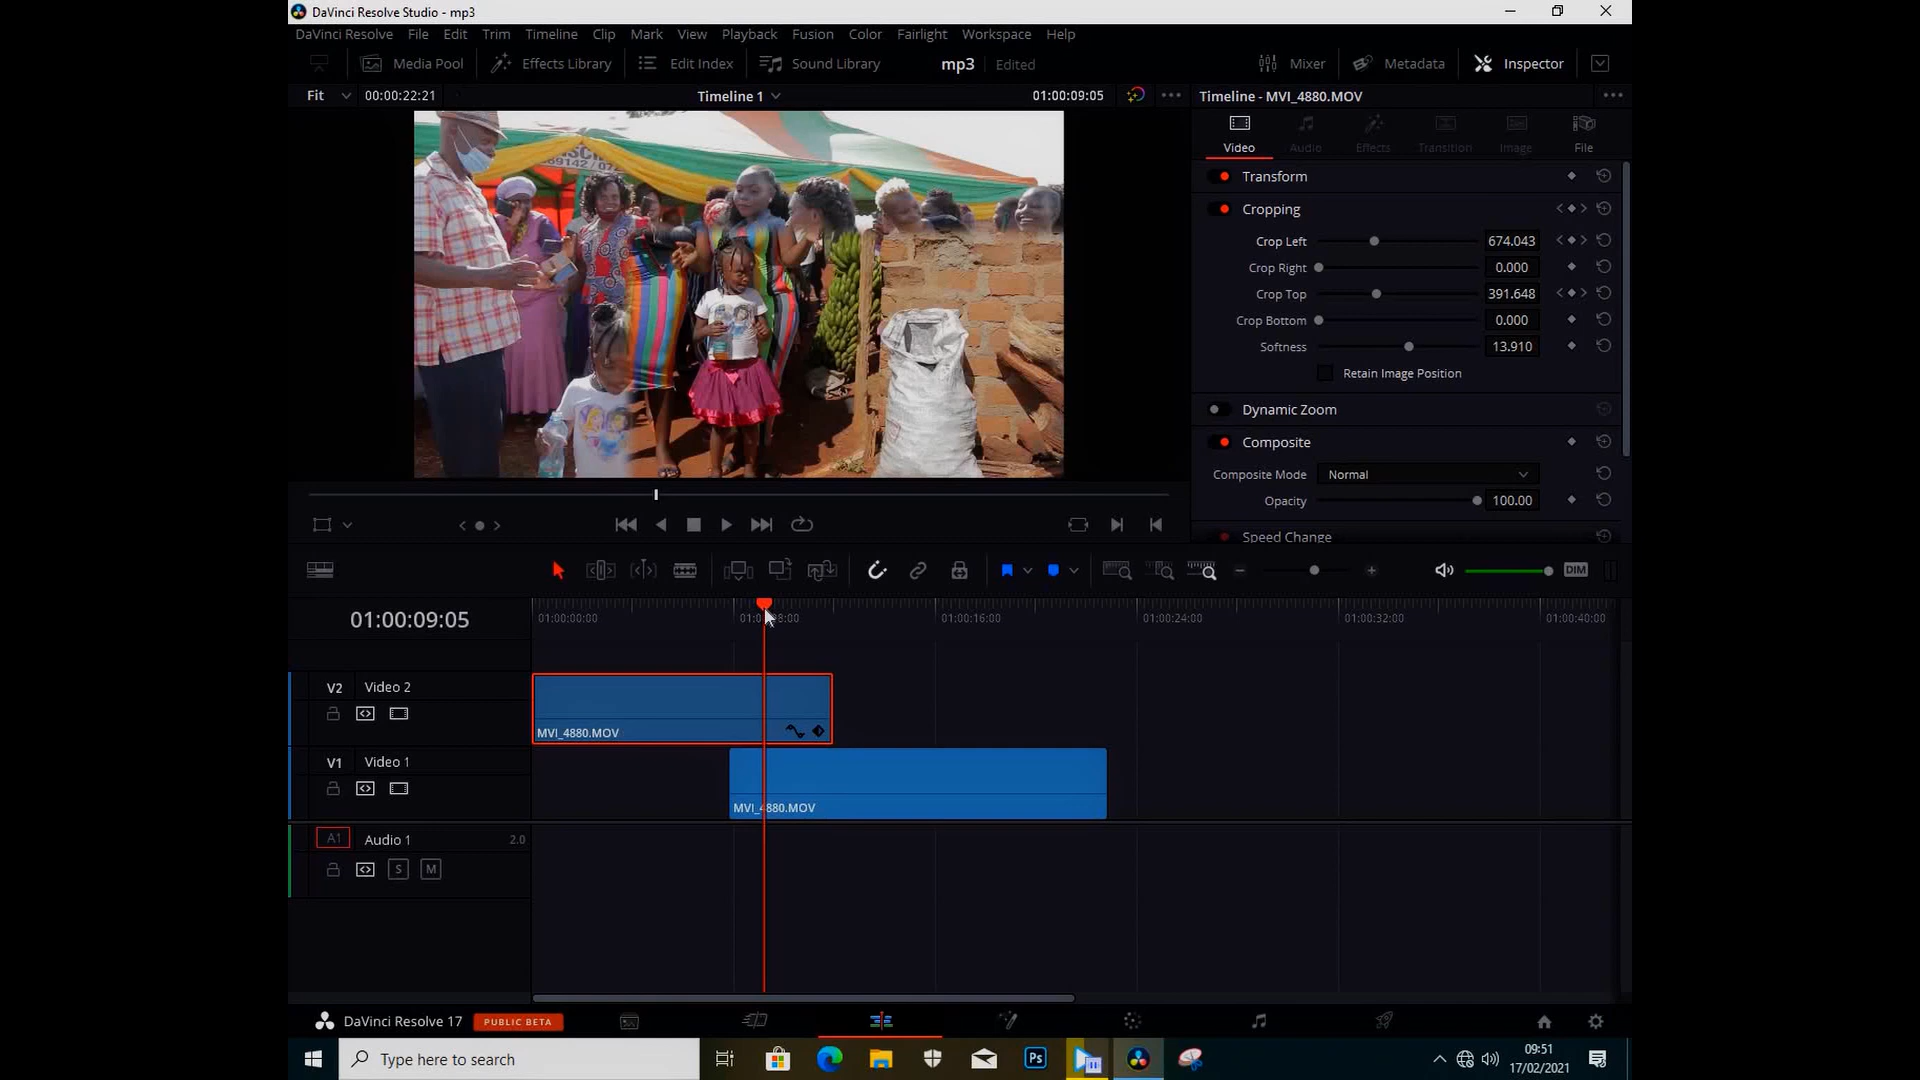 DaVinci Resolve Studio - mp3
DaVinci Resolve File Edit Trim Timeline Clip Mark View Playback Fusion Color Fairlight Workspace Help
Media Pool Effects Library Edit Index Sound Library mp3 Edited Mixer Metadata Inspector
Fit 00:00:22:21 Timeline 1 01:00:09:05 Timeline - MVI_4880.MOV
Video Audio Effects Transition Image File
Transform
Cropping
Crop Left 674.043
Crop Right 0.000
Crop Top 391.648
Crop Bottom 0.000
Softness 13.910
Retain Image Position
Dynamic Zoom
Composite
Composite Mode Normal
Opacity 100.00
Speed Change
DIM
01:00:09:05
01:00:00:00 01:00:16:00 01:00:24:00 01:00:32:00 01:00:40:00
V2 Video 2
MVI_4880.MOV
V1 Video 1
MVI_4880.MOV
A1 Audio 1 2.0
S M
DaVinci Resolve 17 PUBLIC BETA
Type here to search
Ps
09:51
17/02/2021